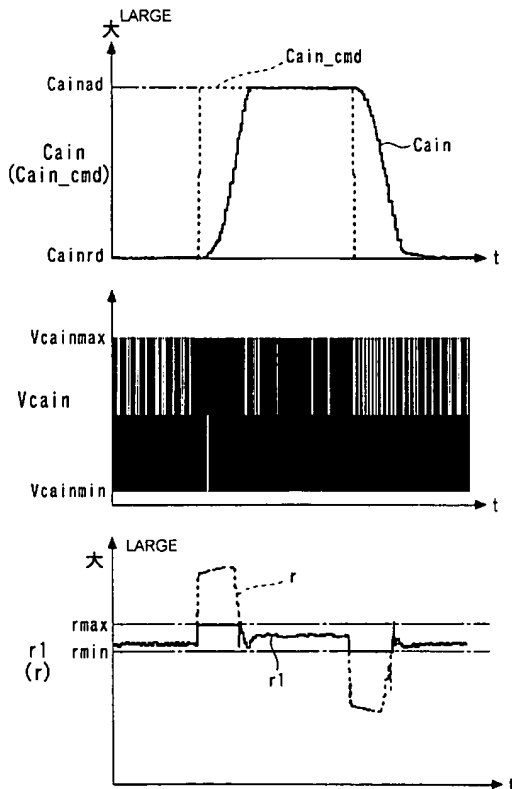 大 LARGE
Cain_cmd
Cainad
Cain
(Cain_cmd)
Cain
Cainrd
t
Vcainmax
Vcain
Vcainmin
t
大 LARGE
r
rmax
r1
(r)
rmin
r1
t